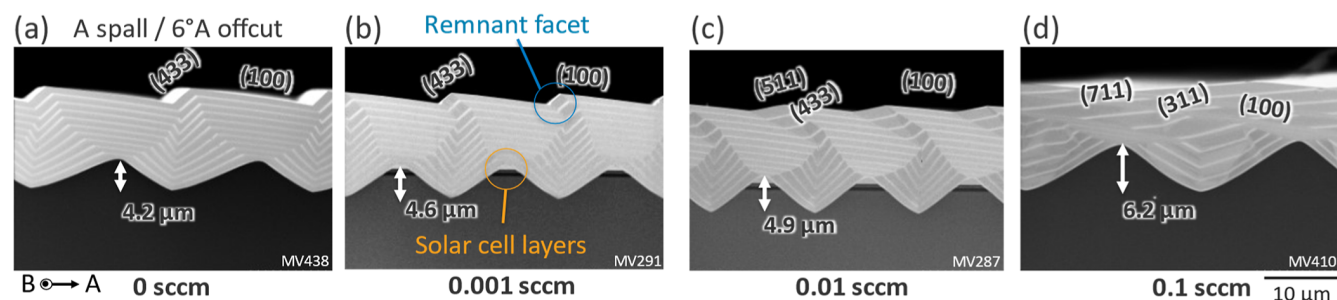 (a) A spall / 6°A offcut
(433)
(100)
4.2 µm
MV438
B A
0 sccm
(b) Remnant facet
(433)
(100)
4.6 µm
Solar cell layers
MV291
0.001 sccm
(c)
(511)
(433)
(100)
4.9 µm
MV287
0.01 sccm
(d)
(711)
(311)
(100)
6.2 µm
MV410
0.1 sccm
10 µm